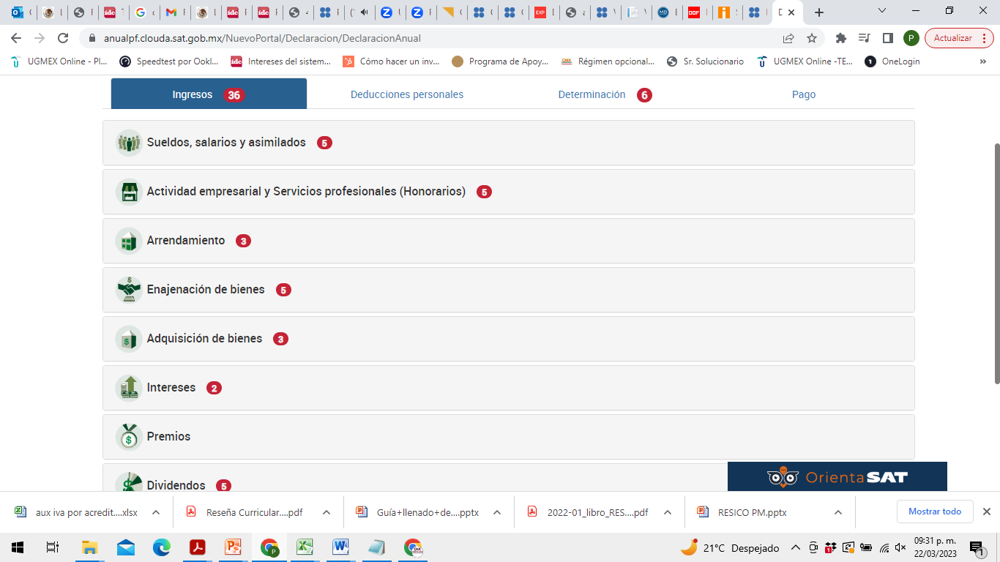 Actualizar
anualpf.clouda.sat.gob.mx/NuevoPortal/Declaracion/DeclaracionAnual
UGMEX Online - Pl...
Speedtest por Ookl...
Intereses del sistem...
Cómo hacer un inv...
Programa de Apoy...
Régimen opcional...
Sr. Solucionario
UGMEX Online -TE...
OneLogin
Ingresos 36
Deducciones personales
Determinación 6
Pago
Sueldos, salarios y asimilados 5
Actividad empresarial y Servicios profesionales (Honorarios) 5
Arrendamiento 3
Enajenación de bienes 5
Adquisición de bienes 3
Intereses 2
Premios
Dividendos 5
OrientaSAT
aux iva por acredit....xlsx
Reseña Curricular....pdf
Guía+llenado+de....pptx
2022-01_libro_RES....pdf
RESICO PM.pptx
Mostrar todo
21°C Despejado
09:31 p. m.
22/03/2023